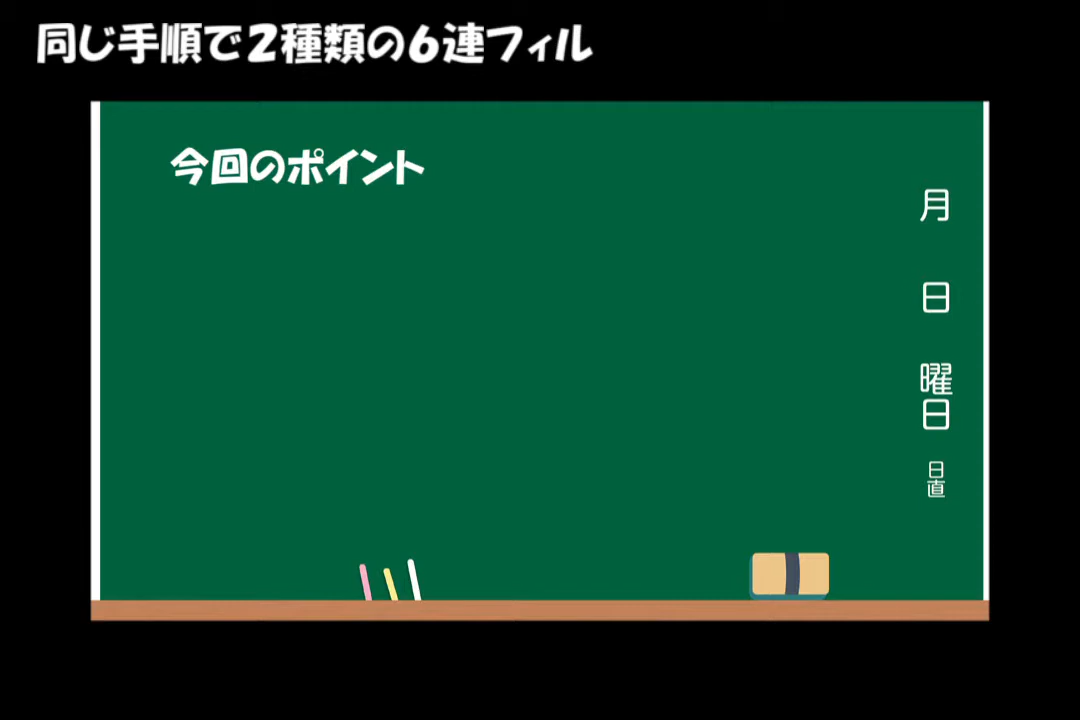 同じ手順で2種類の6連フィル
今回のポイント
月
日
曜日
日直